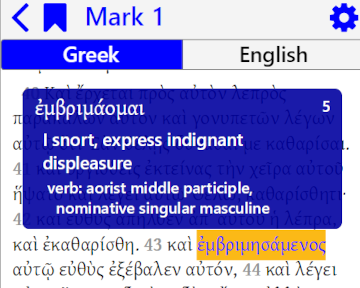 Mark 1
Greek English
40 Καὶ ἔρχεται πρὸς αὐτὸν λεπρὸς
ἐμβριμάομαι 5
I snort, express indignant
displeasure
verb: aorist middle participle,
nominative singular masculine
καὶ ἐκαθαρίσθη. 43 καὶ ἐμβριμησάμενος
αὐτῷ εὐθὺς ἐξέβαλεν αὐτόν, 44 καὶ λέγει